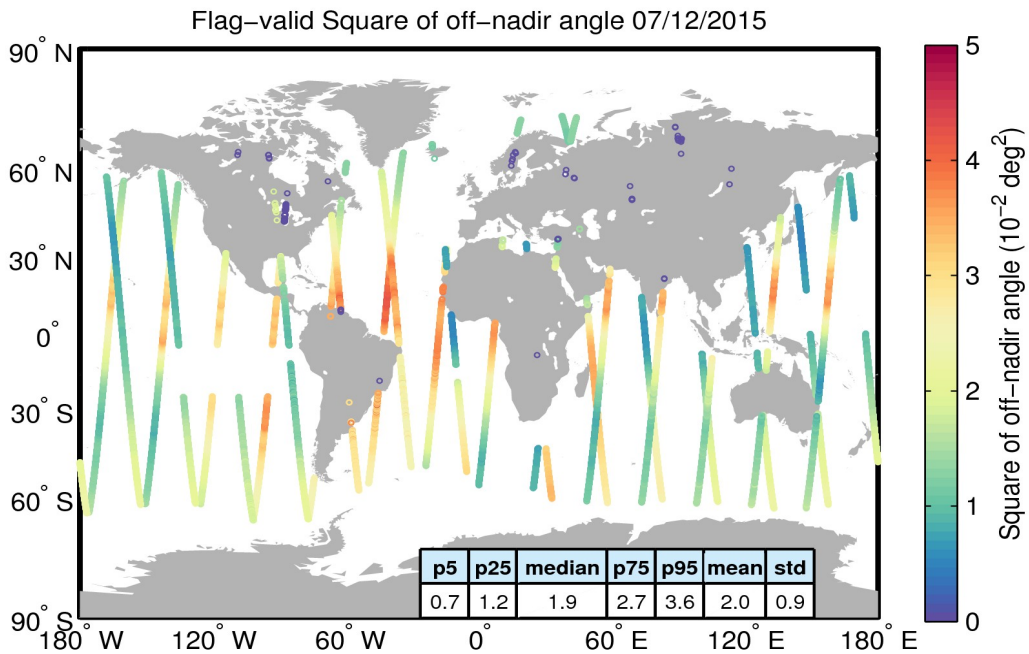 Flag−valid Square of off−nadir angle 07/12/2015
90° N
60° N
30° N
0°
30° S
60° S
90° S
180° W
120° W
60° W
0°
60° E
120° E
180° E
p5 p25 median p75 p95 mean std
0.7 1.2 1.9 2.7 3.6 2.0 0.9
5
4
3
2
1
0
Square of off−nadir angle (10⁻² deg²)